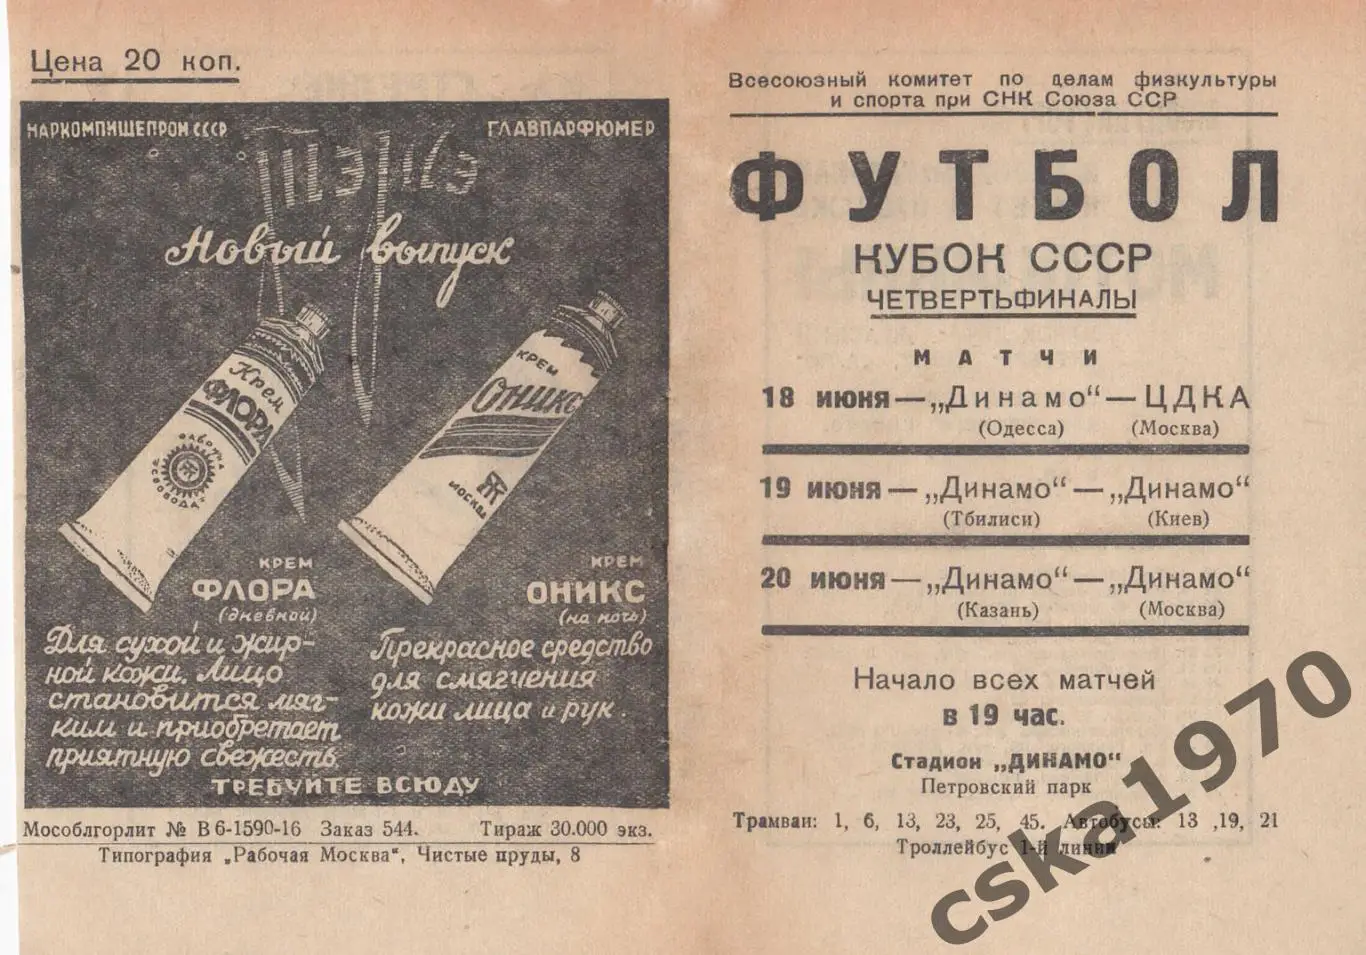 Цена 20 коп.
НАРКОМПИЩЕПРОМ СССР
ГЛАВПАРФЮМЕР
ТЭЖЭ
Новый выпуск
Крем
ФЛОРА
ФАБРИКА
СВОБОДА
КРЕМ
ОНИКС
МОСКВА
КРЕМ
ФЛОРА
(дневной)
Для сухой и жир-
ной кожи. Лицо
становится мяг-
ким и приобретает
приятную свежесть.
КРЕМ
ОНИКС
(на ночь)
Прекрасное средство
для смягчения
кожи лица и рук.
ТРЕБУЙТЕ ВСЮДУ
Мособлгорлит № В 6-1590-16 Заказ 544. Тираж 30.000 экз.
Типография „Рабочая Москва“, Чистые пруды, 8
Всесоюзный комитет по делам физкультуры
и спорта при СНК Союза ССР
ФУТБОЛ
КУБОК СССР
ЧЕТВЕРТЬФИНАЛЫ
МАТЧИ
18 июня — „Динамо“ — ЦДКА
(Одесса) (Москва)
19 июня — „Динамо“ — „Динамо“
(Тбилиси) (Киев)
20 июня — „Динамо“ — „Динамо“
(Казань) (Москва)
Начало всех матчей
в 19 час.
Стадион „ДИНАМО“
Петровский парк
Трамваи: 1, 6, 13, 23, 25, 45. Автобусы: 13 ,19, 21
Троллейбус 1-й линии
cska1970